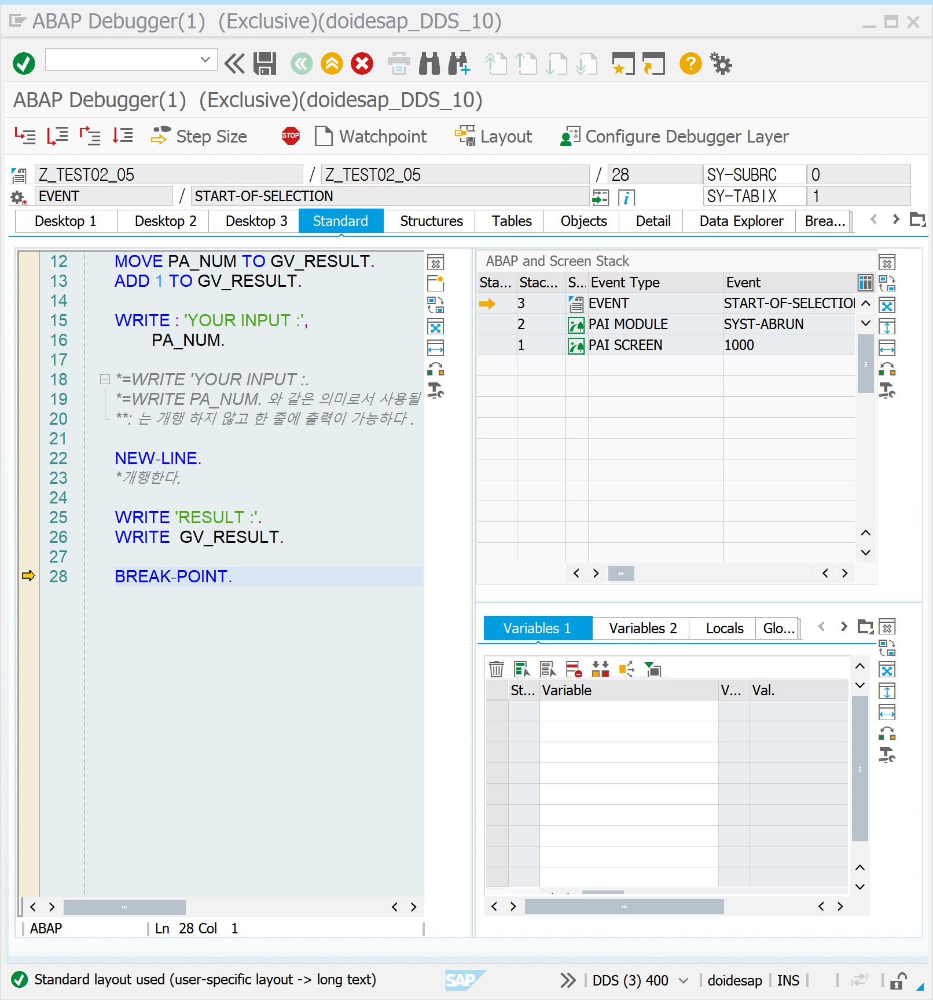 ABAP Debugger(1)  (Exclusive)(doidesap_DDS_10)
ABAP Debugger(1)  (Exclusive)(doidesap_DDS_10)
Step Size STOP Watchpoint Layout Configure Debugger Layer
Z_TEST02_05 / Z_TEST02_05 / 28 SY-SUBRC 0
EVENT / START-OF-SELECTION SY-TABIX 1
Desktop 1 Desktop 2 Desktop 3 Standard Structures Tables Objects Detail Data Explorer Brea...
12 MOVE PA_NUM TO GV_RESULT.
13 ADD 1 TO GV_RESULT.
14
15 WRITE : 'YOUR INPUT :',
16 PA_NUM.
17
18 *=WRITE 'YOUR INPUT :.
19 *=WRITE PA_NUM. 와 같은 의미로서 사용될
20 **: 는 개행 하지 않고 한 줄에 출력이 가능하다 .
21
22 NEW-LINE.
23 *개행한다.
24
25 WRITE 'RESULT :'.
26 WRITE  GV_RESULT.
27
28 BREAK-POINT.
ABAP Ln 28 Col 1
ABAP and Screen Stack
Sta... Stac... S... Event Type Event
3 EVENT START-OF-SELECTION
2 PAI MODULE SYST-ABRUN
1 PAI SCREEN 1000
Variables 1 Variables 2 Locals Glo...
St... Variable V... Val.
Standard layout used (user-specific layout -> long text) SAP DDS (3) 400 doidesap INS